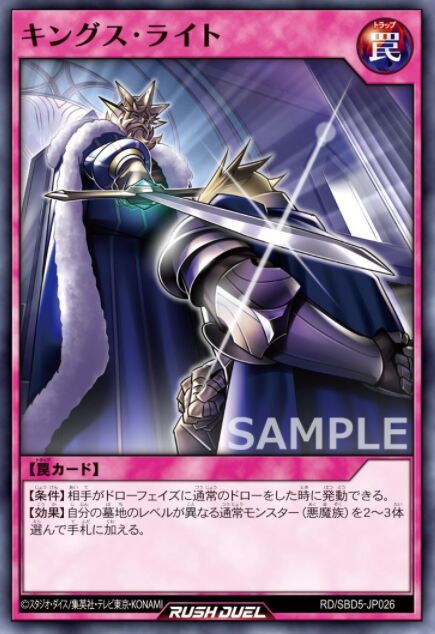 キングス・ライト
トラップ
罠
SAMPLE
トラップ
【罠カード】
【条件】相手がドローフェイズに通常のドローをした時に発動できる。
【効果】自分の墓地のレベルが異なる通常モンスター（悪魔族）を2～3体
選んで手札に加える。
©スタジオ・ダイス/集英社・テレビ東京・KONAMI
RUSH DUEL
RD/SBD5-JP026